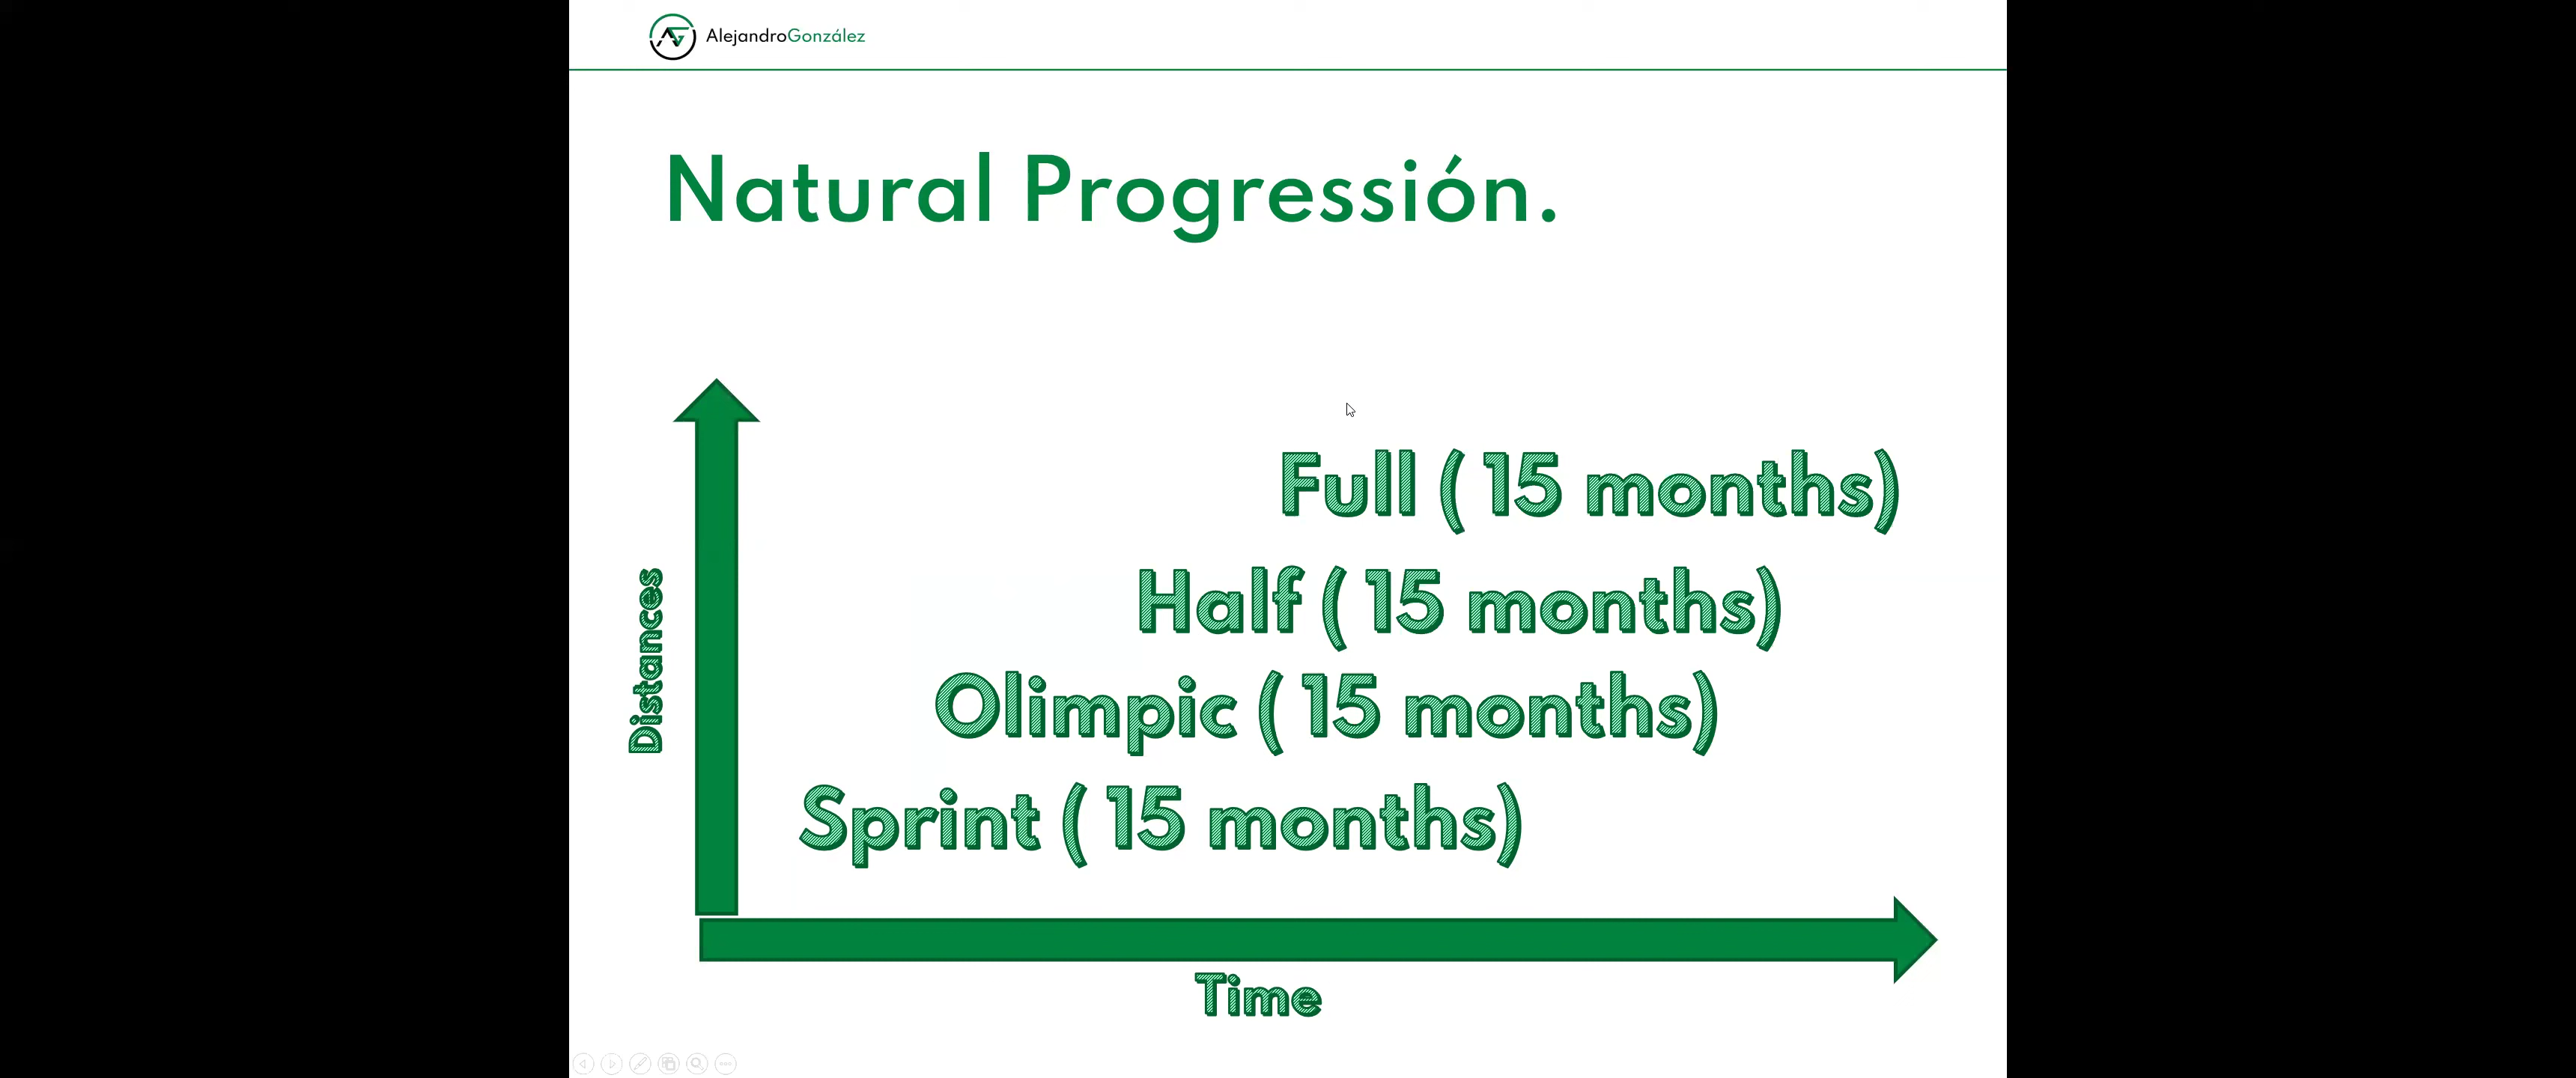 AlejandroGonzález
Natural Progressión.
Full ( 15 months)
Half ( 15 months)
Olimpic ( 15 months)
Sprint ( 15 months)
Distances
Time